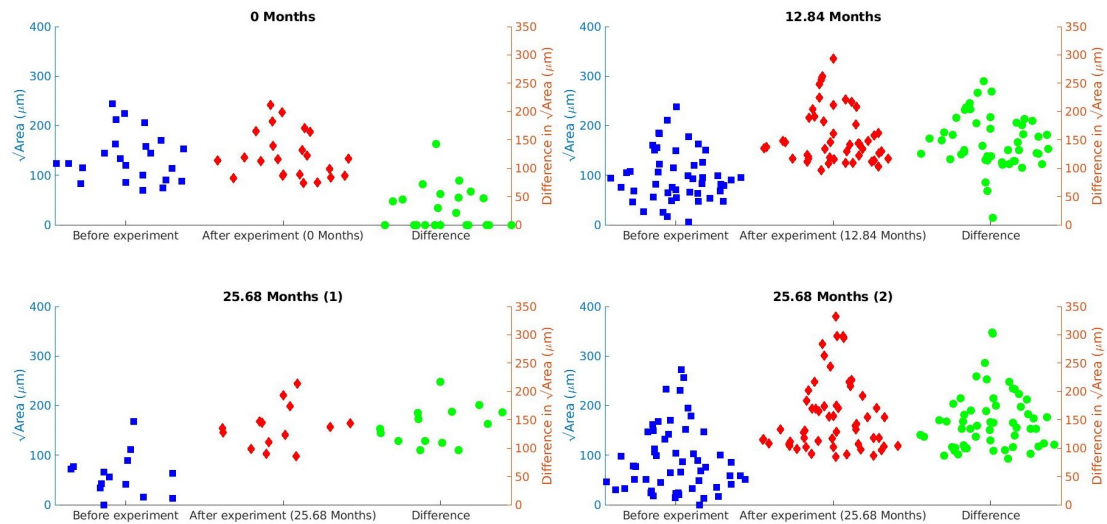 0 Months
400
300
200
100
0
√Area (μm)
350
300
250
200
150
100
50
0
Difference in √Area (μm)
Before experiment
After experiment (0 Months)
Difference
12.84 Months
400
300
200
100
0
√Area (μm)
350
300
250
200
150
100
50
0
Difference in √Area (μm)
Before experiment
After experiment (12.84 Months)
Difference
25.68 Months (1)
400
300
200
100
0
√Area (μm)
350
300
250
200
150
100
50
0
Difference in √Area (μm)
Before experiment
After experiment (25.68 Months)
Difference
25.68 Months (2)
400
300
200
100
0
√Area (μm)
350
300
250
200
150
100
50
0
Difference in √Area (μm)
Before experiment
After experiment (25.68 Months)
Difference